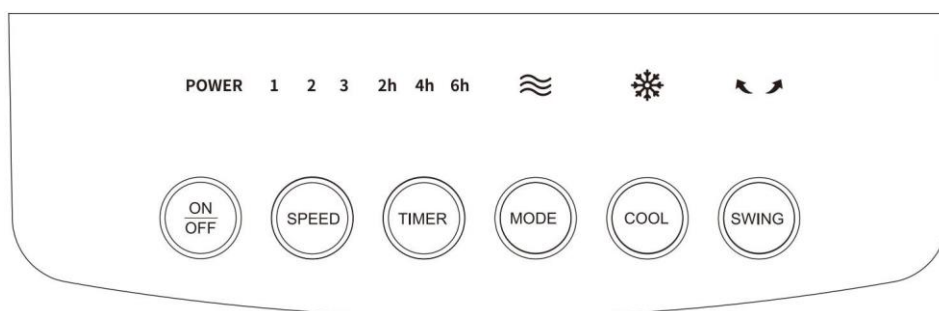 POWER 1 2 3 2h 4h 6h
ON
OFF
SPEED
TIMER
MODE
COOL
SWING